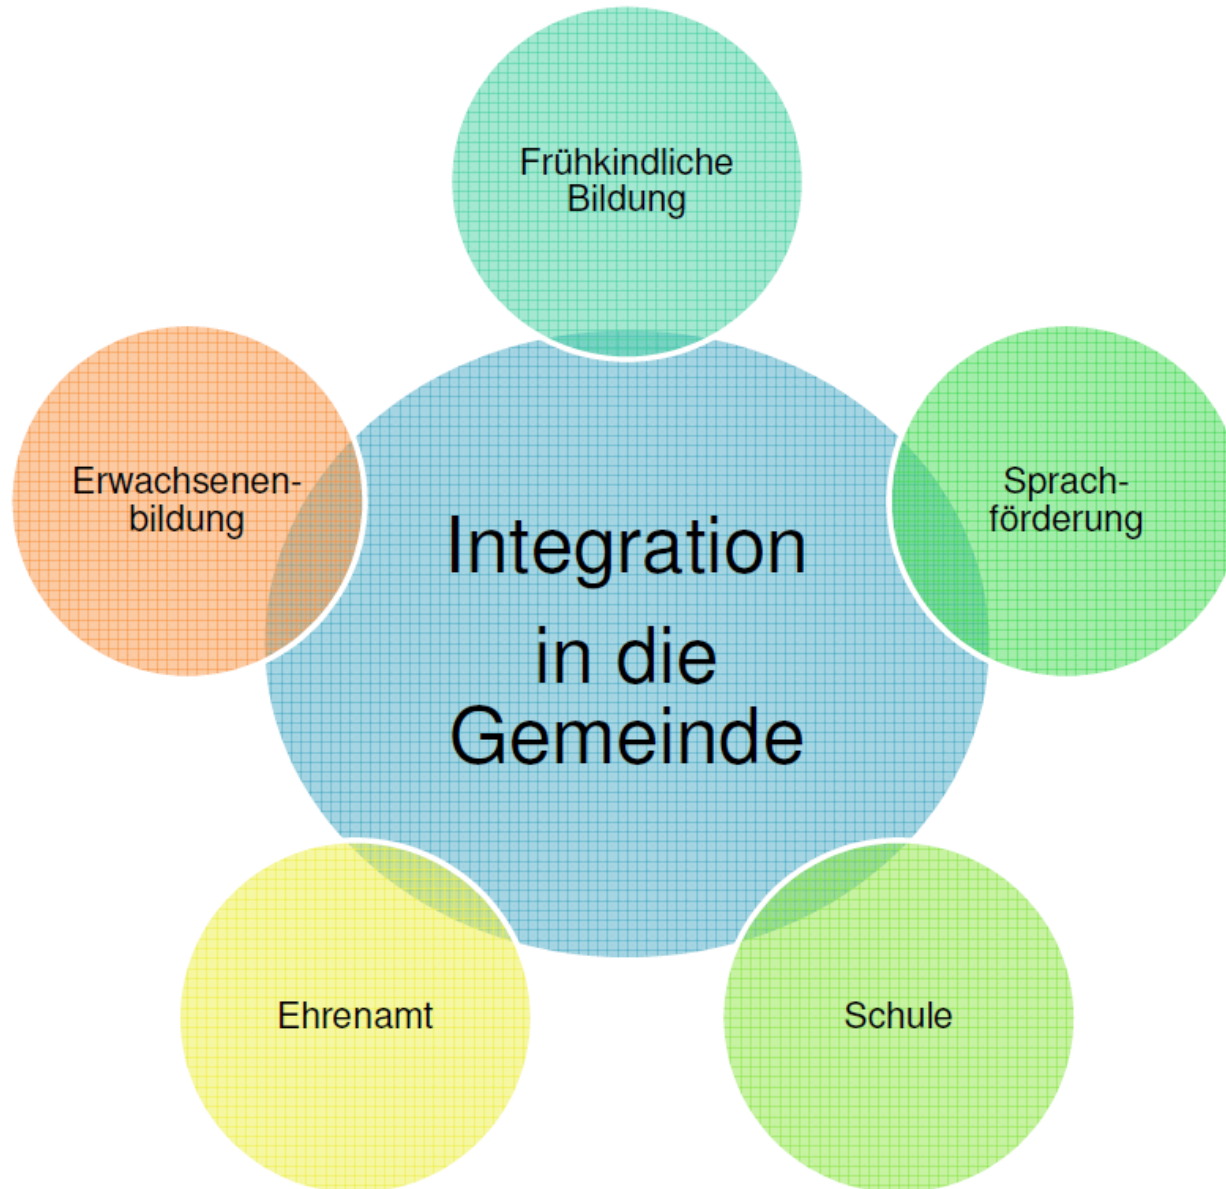 Frühkindliche
Bildung
Erwachsenen-
bildung
Sprach-
förderung
Integration
in die
Gemeinde
Ehrenamt
Schule